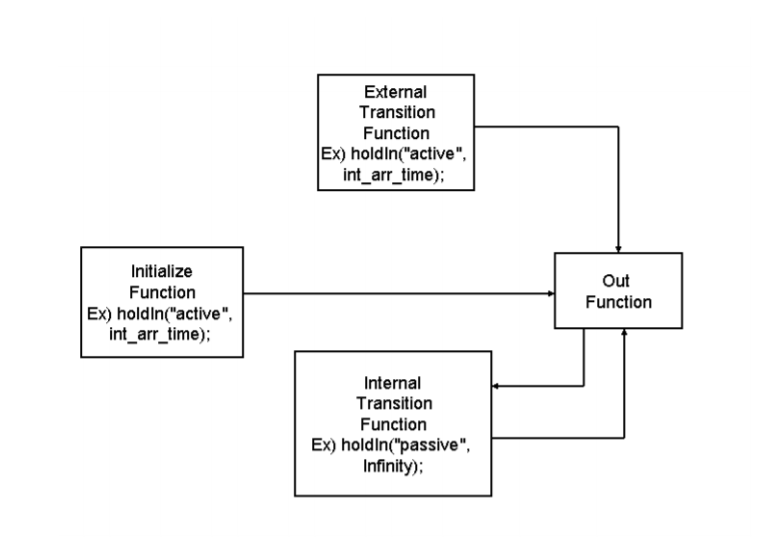 External
Transition
Function
Ex) holdIn("active",
int_arr_time);
Initialize
Function
Ex) holdIn("active",
int_arr_time);
Out
Function
Internal
Transition
Function
Ex) holdIn("passive",
Infinity);